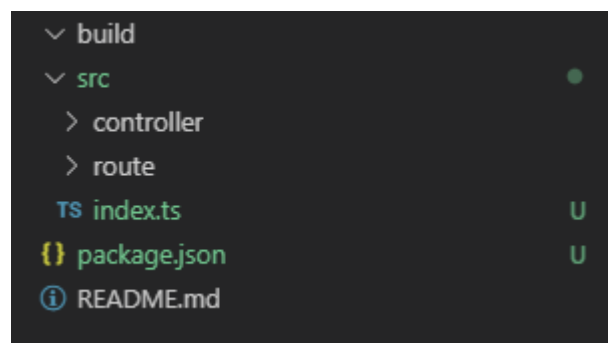 build
src
controller
route
TS index.ts U
{} package.json U
README.md